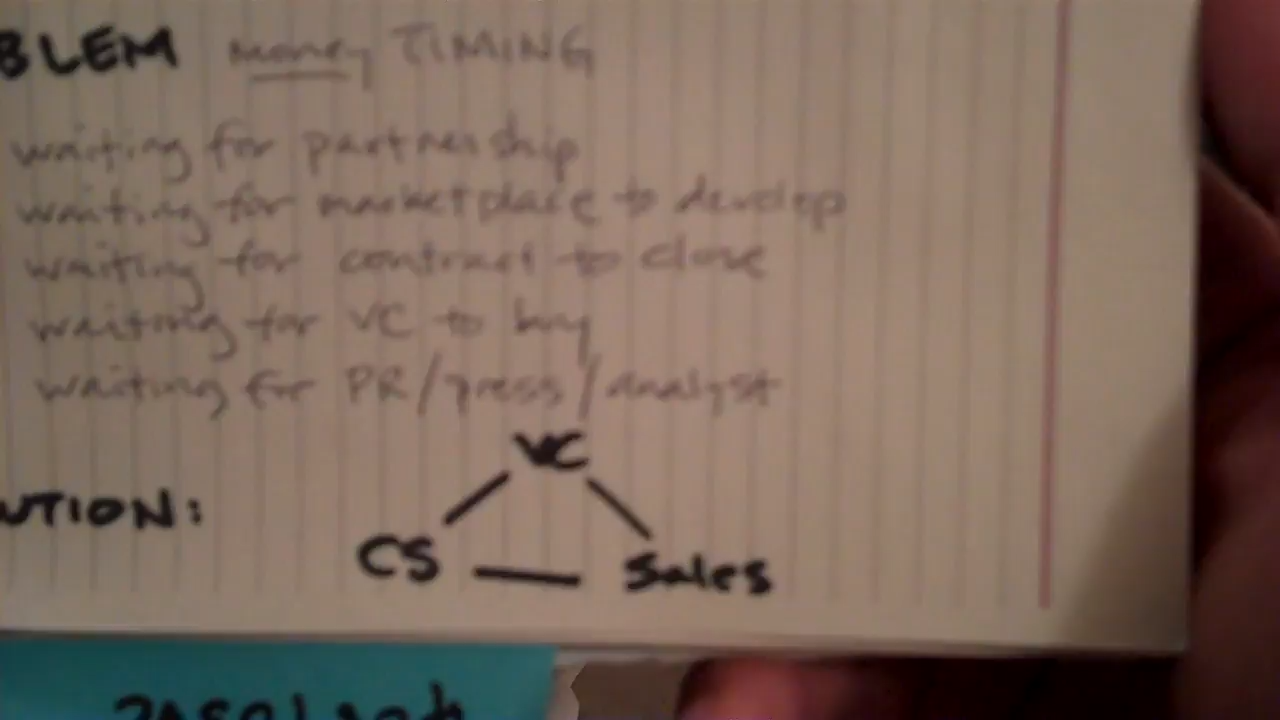 BLEM money TIMING
waiting for partnership
waiting for marketplace to develop
waiting for contract to close
waiting for VC to buy
waiting for PR/press/analyst
VC
UTION:
CS Sales